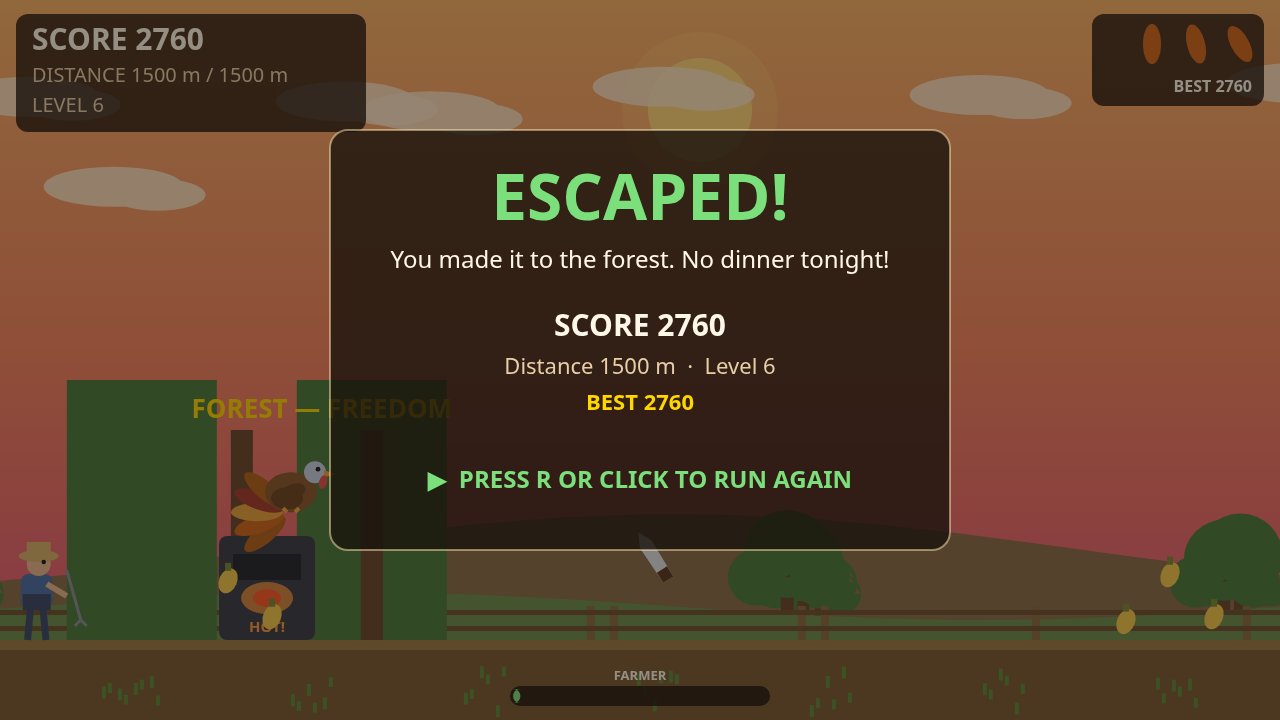 SCORE 2760
DISTANCE 1500 m / 1500 m
LEVEL 6
BEST 2760
ESCAPED!
You made it to the forest. No dinner tonight!
SCORE 2760
Distance 1500 m · Level 6
BEST 2760
▶ PRESS R OR CLICK TO RUN AGAIN
FOREST — FREEDOM
HOT!
FARMER